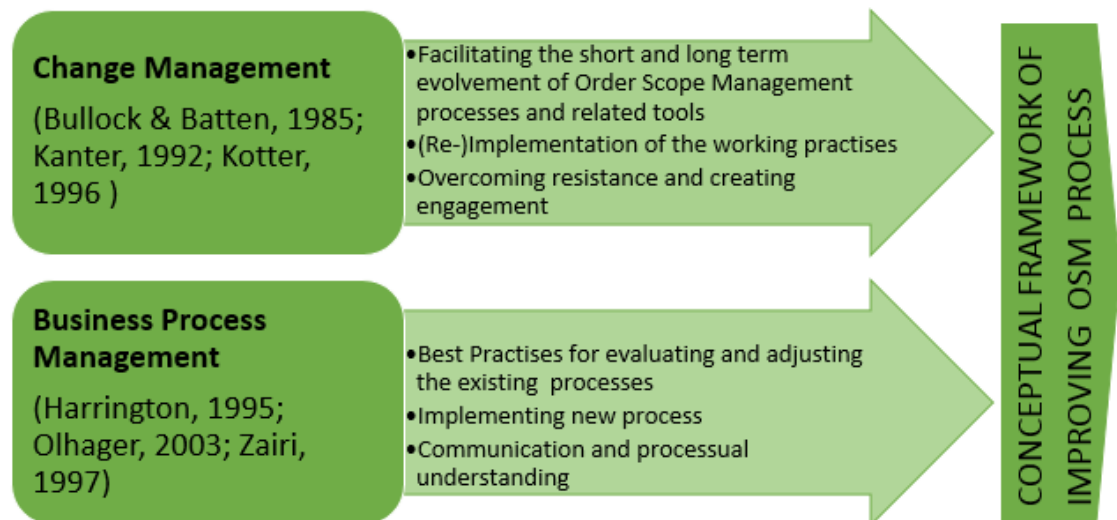 Change Management
(Bullock & Batten, 1985;
Kanter, 1992; Kotter,
1996 )
•Facilitating the short and long term
evolvement of Order Scope Management
processes and related tools
•(Re-)Implementation of the working practises
•Overcoming resistance and creating
engagement
Business Process
Management
(Harrington, 1995;
Olhager, 2003; Zairi,
1997)
•Best Practises for evaluating and adjusting
the existing  processes
•Implementing new process
•Communication and processual
understanding
CONCEPTUAL FRAMEWORK OF
IMPROVING OSM PROCESS